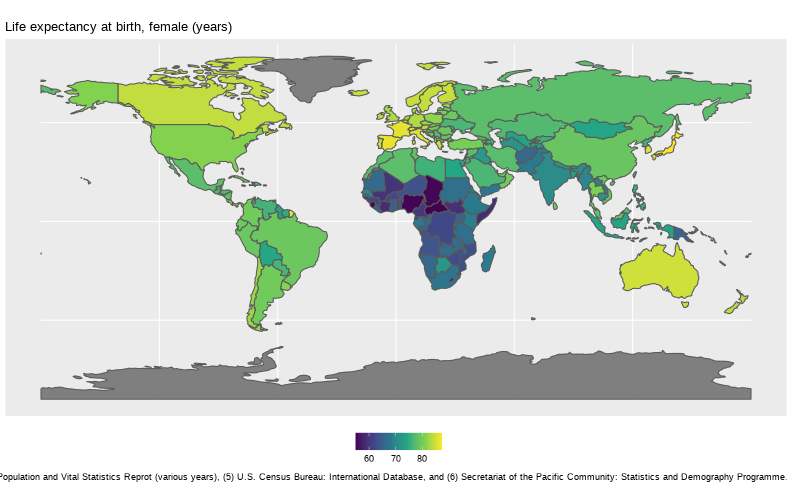 Life expectancy at birth, female (years)
60 70 80
Population and Vital Statistics Reprot (various years), (5) U.S. Census Bureau: International Database, and (6) Secretariat of the Pacific Community: Statistics and Demography Programme.